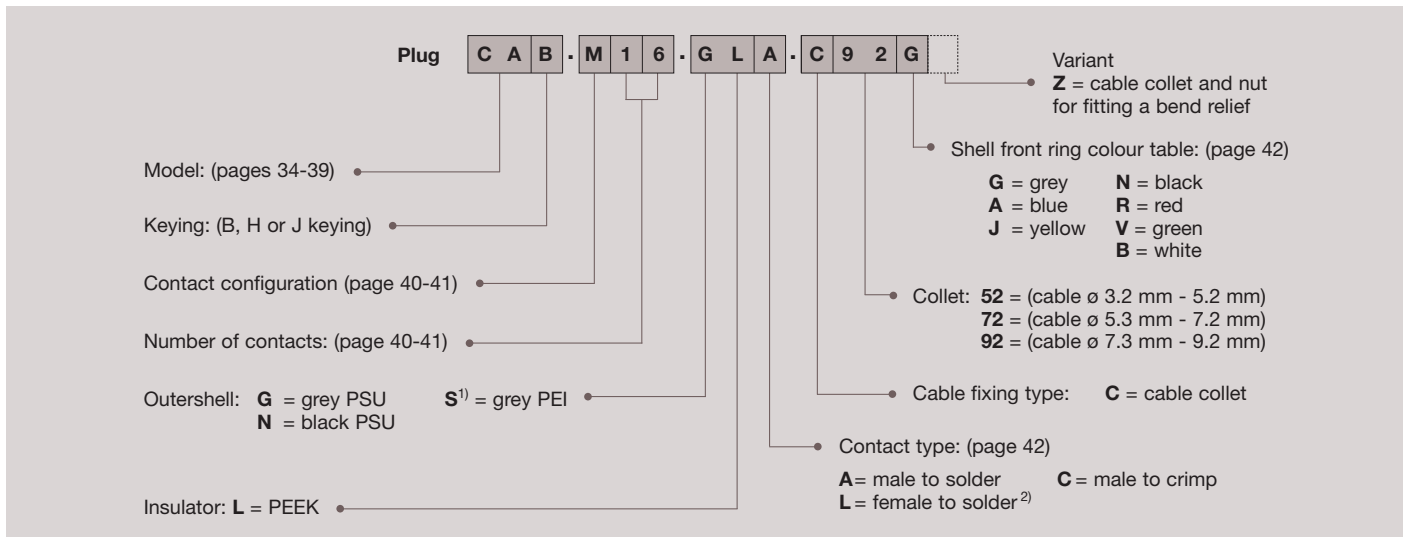 Plug CAB.M16.GLA.C92G
Variant
Z = cable collet and nut
for fitting a bend relief
Shell front ring colour table: (page 42)
G = grey N = black
A = blue R = red
J = yellow V = green
B = white
Model: (pages 34-39)
Keying: (B, H or J keying)
Contact configuration (page 40-41)
Collet: 52 = (cable ø 3.2 mm - 5.2 mm)
72 = (cable ø 5.3 mm - 7.2 mm)
92 = (cable ø 7.3 mm - 9.2 mm)
Number of contacts: (page 40-41)
Outershell: G = grey PSU S1) = grey PEI
N = black PSU
Cable fixing type: C = cable collet
Contact type: (page 42)
A= male to solder C = male to crimp
L = female to solder 2)
Insulator: L = PEEK